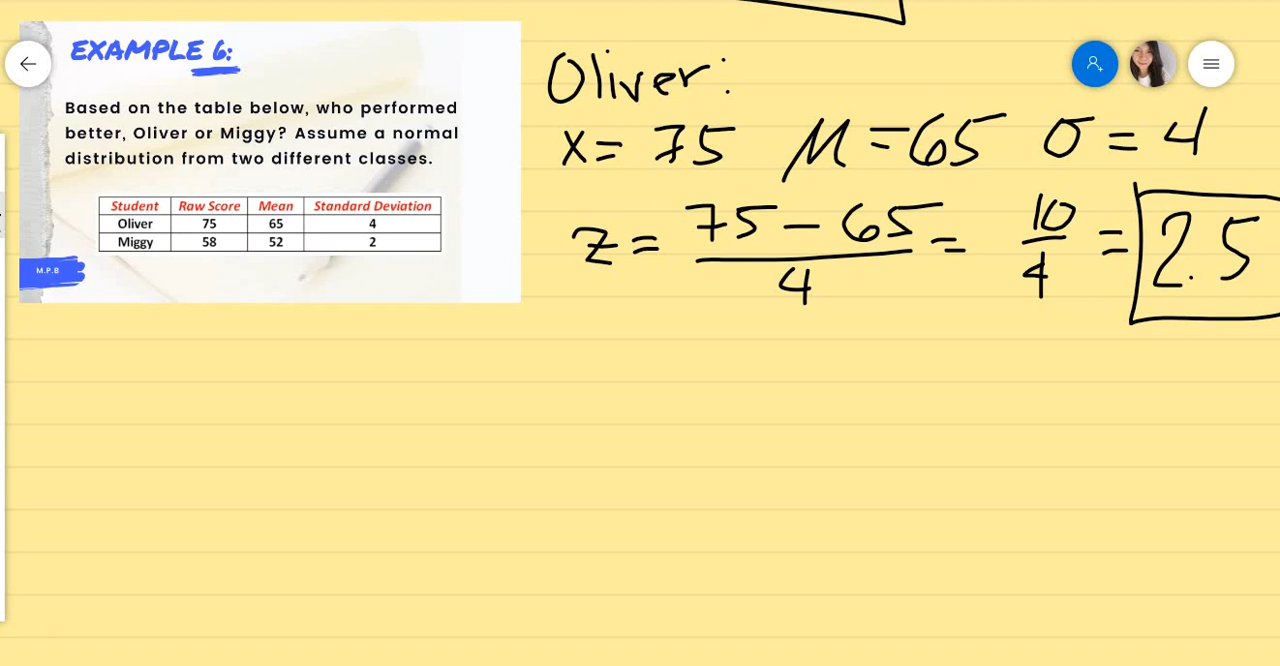 EXAMPLE 6:
Based on the table below, who performed
better, Oliver or Miggy? Assume a normal
distribution from two different classes.
Student Raw Score Mean Standard Deviation
Oliver 75 65 4
Miggy 58 52 2
M.P.B
Oliver:
x = 75 μ = 65 σ = 4
z = 75 - 65 / 4 = 10 / 4 = 2.5